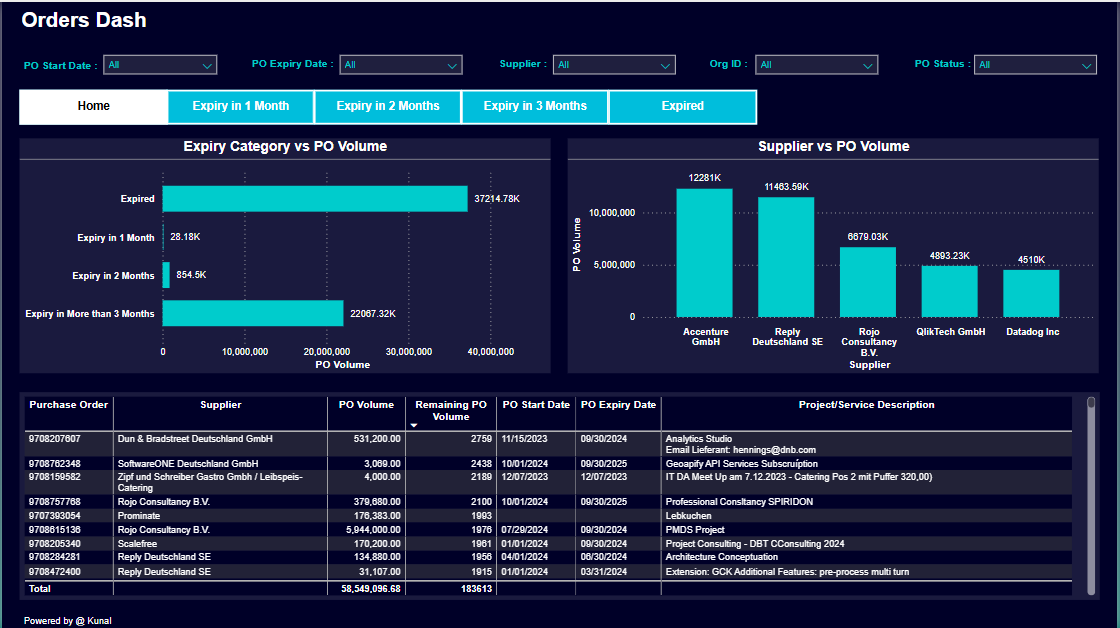 Orders Dash
PO Start Date : All PO Expiry Date : All Supplier : All Org ID : All PO Status : All
Home Expiry in 1 Month Expiry in 2 Months Expiry in 3 Months Expired
Expiry Category vs PO Volume
Expired 37214.78K
Expiry in 1 Month 28.18K
Expiry in 2 Months 854.5K
Expiry in More than 3 Months 22067.32K
0 10,000,000 20,000,000 30,000,000 40,000,000
PO Volume
Supplier vs PO Volume
PO Volume
10,000,000
5,000,000
0
12281K 11463.59K 6679.03K 4893.23K 4510K
Accenture GmbH
Reply Deutschland SE
Rojo Consultancy B.V.
QlikTech GmbH
Datadog Inc
Supplier
Purchase Order Supplier PO Volume Remaining PO Volume PO Start Date PO Expiry Date Project/Service Description
9708207607 Dun & Bradstreet Deutschland GmbH 531,200.00 2759 11/15/2023 09/30/2024 Analytics Studio
Email Lieferant: hennings@dnb.com
9708762348 SoftwareONE Deutschland GmbH 3,069.00 2438 10/01/2024 09/30/2025 Geoapify API Services Subscruíption
9708159582 Zipf und Schreiber Gastro Gmbh / Leibspeis- 4,000.00 2189 12/07/2023 12/07/2023 IT DA Meet Up am 7.12.2023 - Catering Pos 2 mit Puffer 320,00)
Catering
9708757768 Rojo Consultancy B.V. 379,680.00 2100 10/01/2024 09/30/2025 Professional Consltancy SPIRIDON
9707393054 Prominate 176,383.00 1993 Lebkuchen
9708615136 Rojo Consultancy B.V. 5,944,000.00 1976 07/29/2024 09/30/2024 PMDS Project
9708205340 Scalefree 170,200.00 1961 01/01/2024 09/30/2024 Project Consulting - DBT CConsulting 2024
9708284281 Reply Deutschland SE 134,880.00 1956 04/01/2024 06/30/2024 Architecture Conceptuation
9708472400 Reply Deutschland SE 31,107.00 1915 01/01/2024 03/31/2024 Extension: GCK Additional Features: pre-process multi turn
Total 58,549,096.68 183613
Powered by @ Kunal